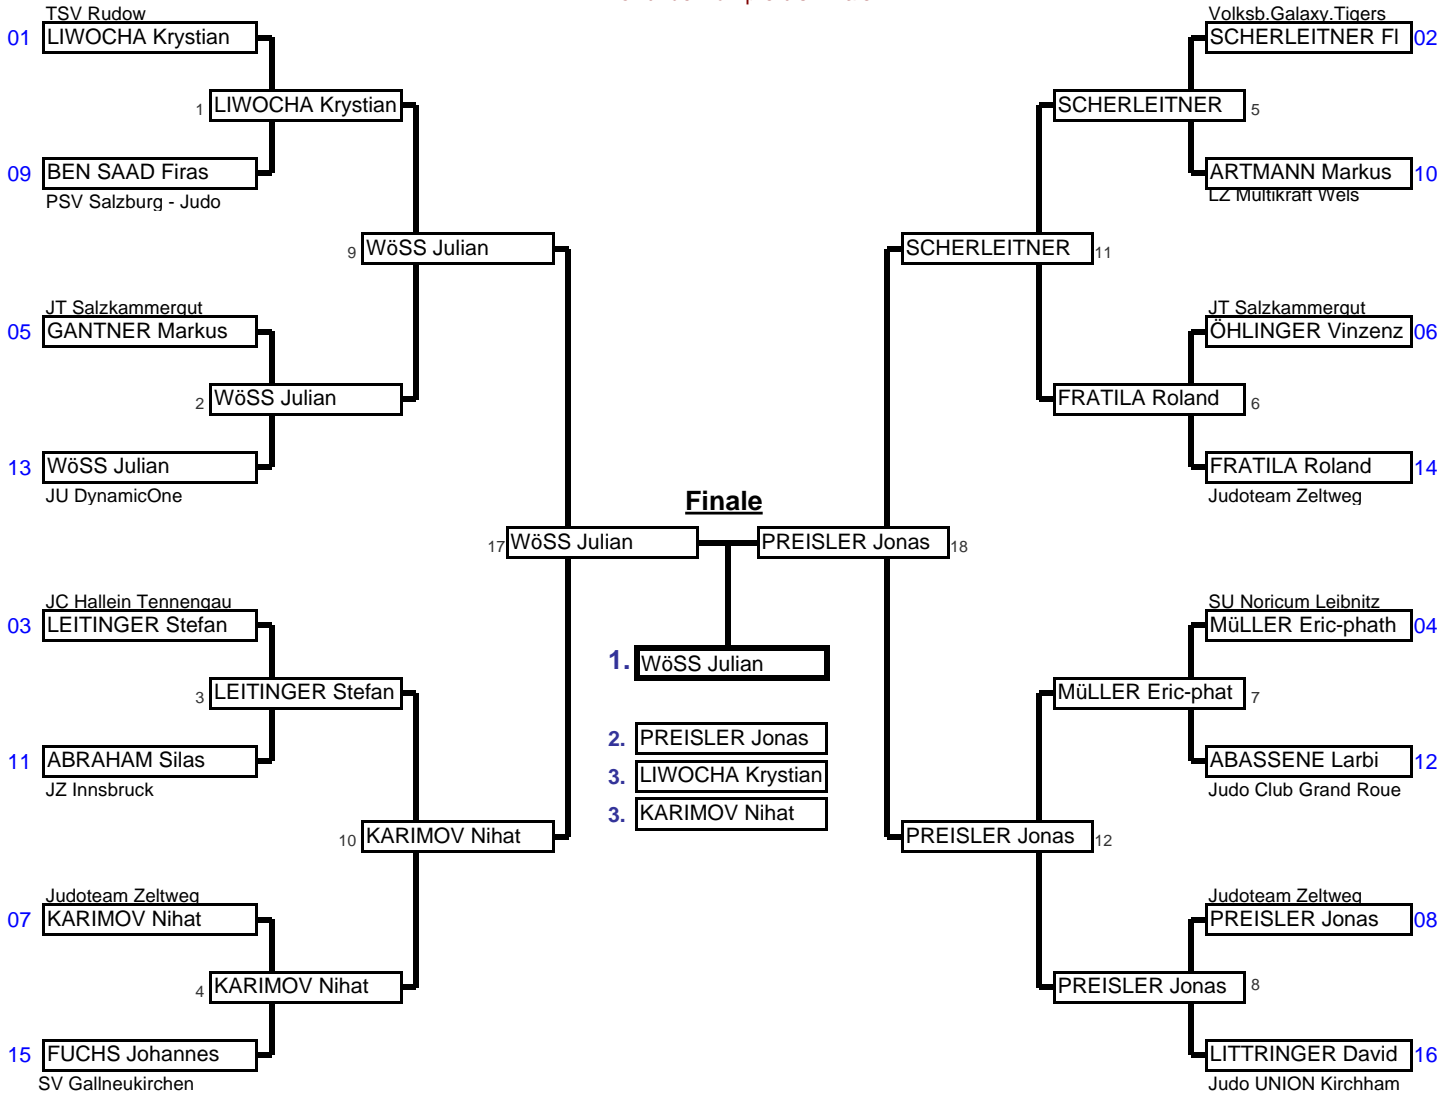 TSV Rudow
01 LIWOCHA Krystian
1 LIWOCHA Krystian
09 BEN SAAD Firas
PSV Salzburg - Judo
9 WöSS Julian
JT Salzkammergut
05 GANTNER Markus
2 WöSS Julian
13 WöSS Julian
JU DynamicOne
17 WöSS Julian
JC Hallein Tennengau
03 LEITINGER Stefan
3 LEITINGER Stefan
11 ABRAHAM Silas
JZ Innsbruck
10 KARIMOV Nihat
Judoteam Zeltweg
07 KARIMOV Nihat
4 KARIMOV Nihat
15 FUCHS Johannes
SV Gallneukirchen
Finale
1. WöSS Julian
2. PREISLER Jonas
3. LIWOCHA Krystian
3. KARIMOV Nihat
Volksb.Galaxy.Tigers
SCHERLEITNER Fl 02
SCHERLEITNER 5
ARTMANN Markus 10
LZ Multikraft Wels
SCHERLEITNER 11
JT Salzkammergut
ÖHLINGER Vinzenz 06
FRATILA Roland 6
FRATILA Roland 14
Judoteam Zeltweg
PREISLER Jonas 18
SU Noricum Leibnitz
MüLLER Eric-phath 04
MüLLER Eric-phat 7
ABASSENE Larbi 12
Judo Club Grand Roue
PREISLER Jonas 12
Judoteam Zeltweg
PREISLER Jonas 08
PREISLER Jonas 8
LITTRINGER David 16
Judo UNION Kirchham